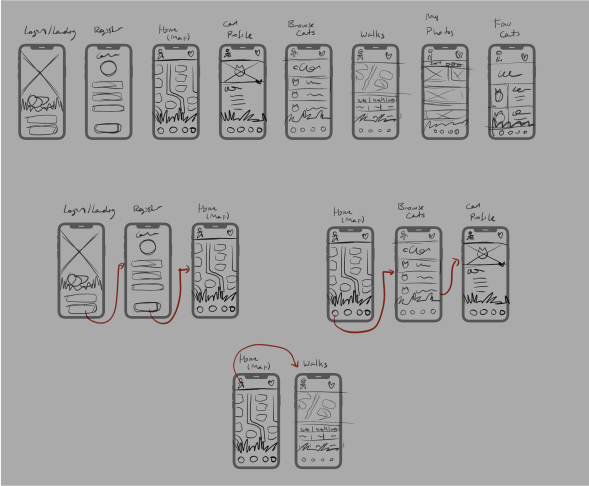 Login/Landing
Register
Home
(Map)
Cat
Profile
Browse
Cats
Walks
My
Photos
Fav
Cats
Login/Landing
Register
Home
(Map)
Home
(Map)
Browse
Cats
Cat
Profile
Home
(Map)
Walks